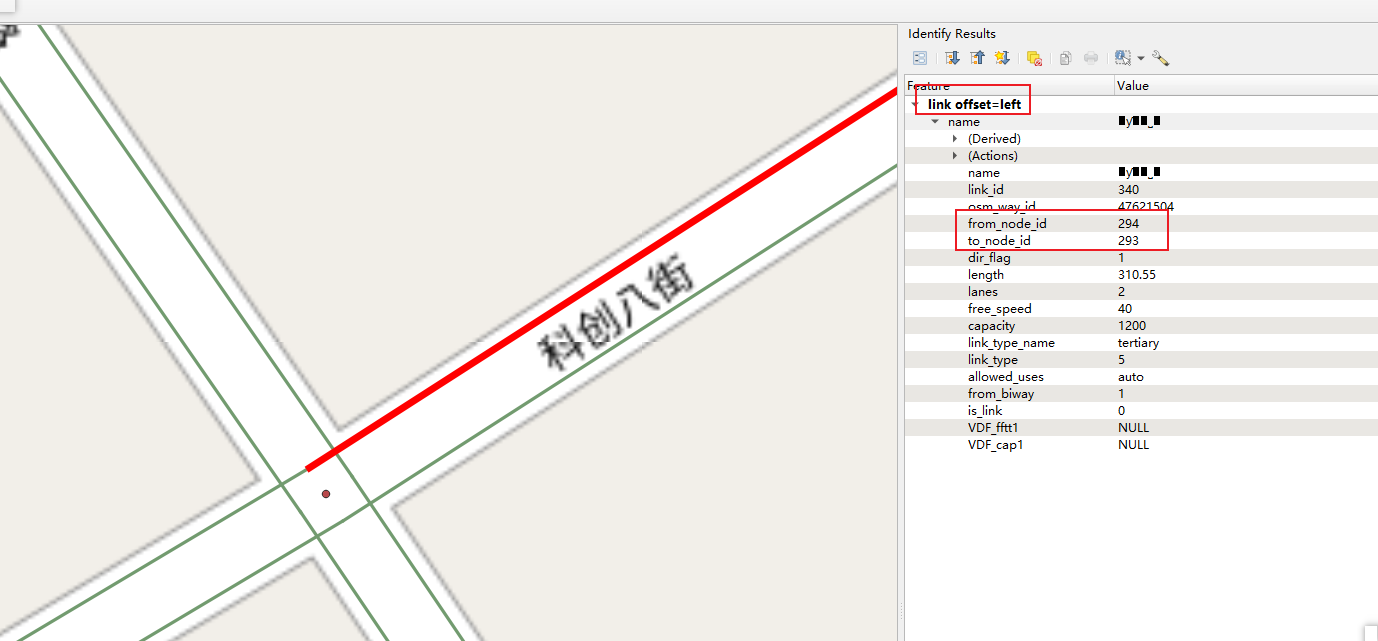 科创八街
Identify Results
Feature Value
link offset=left
name
(Derived)
(Actions)
name
link_id 340
osm_way_id 47621504
from_node_id 294
to_node_id 293
dir_flag 1
length 310.55
lanes 2
free_speed 40
capacity 1200
link_type_name tertiary
link_type 5
allowed_uses auto
from_biway 1
is_link 0
VDF_fftt1 NULL
VDF_cap1 NULL